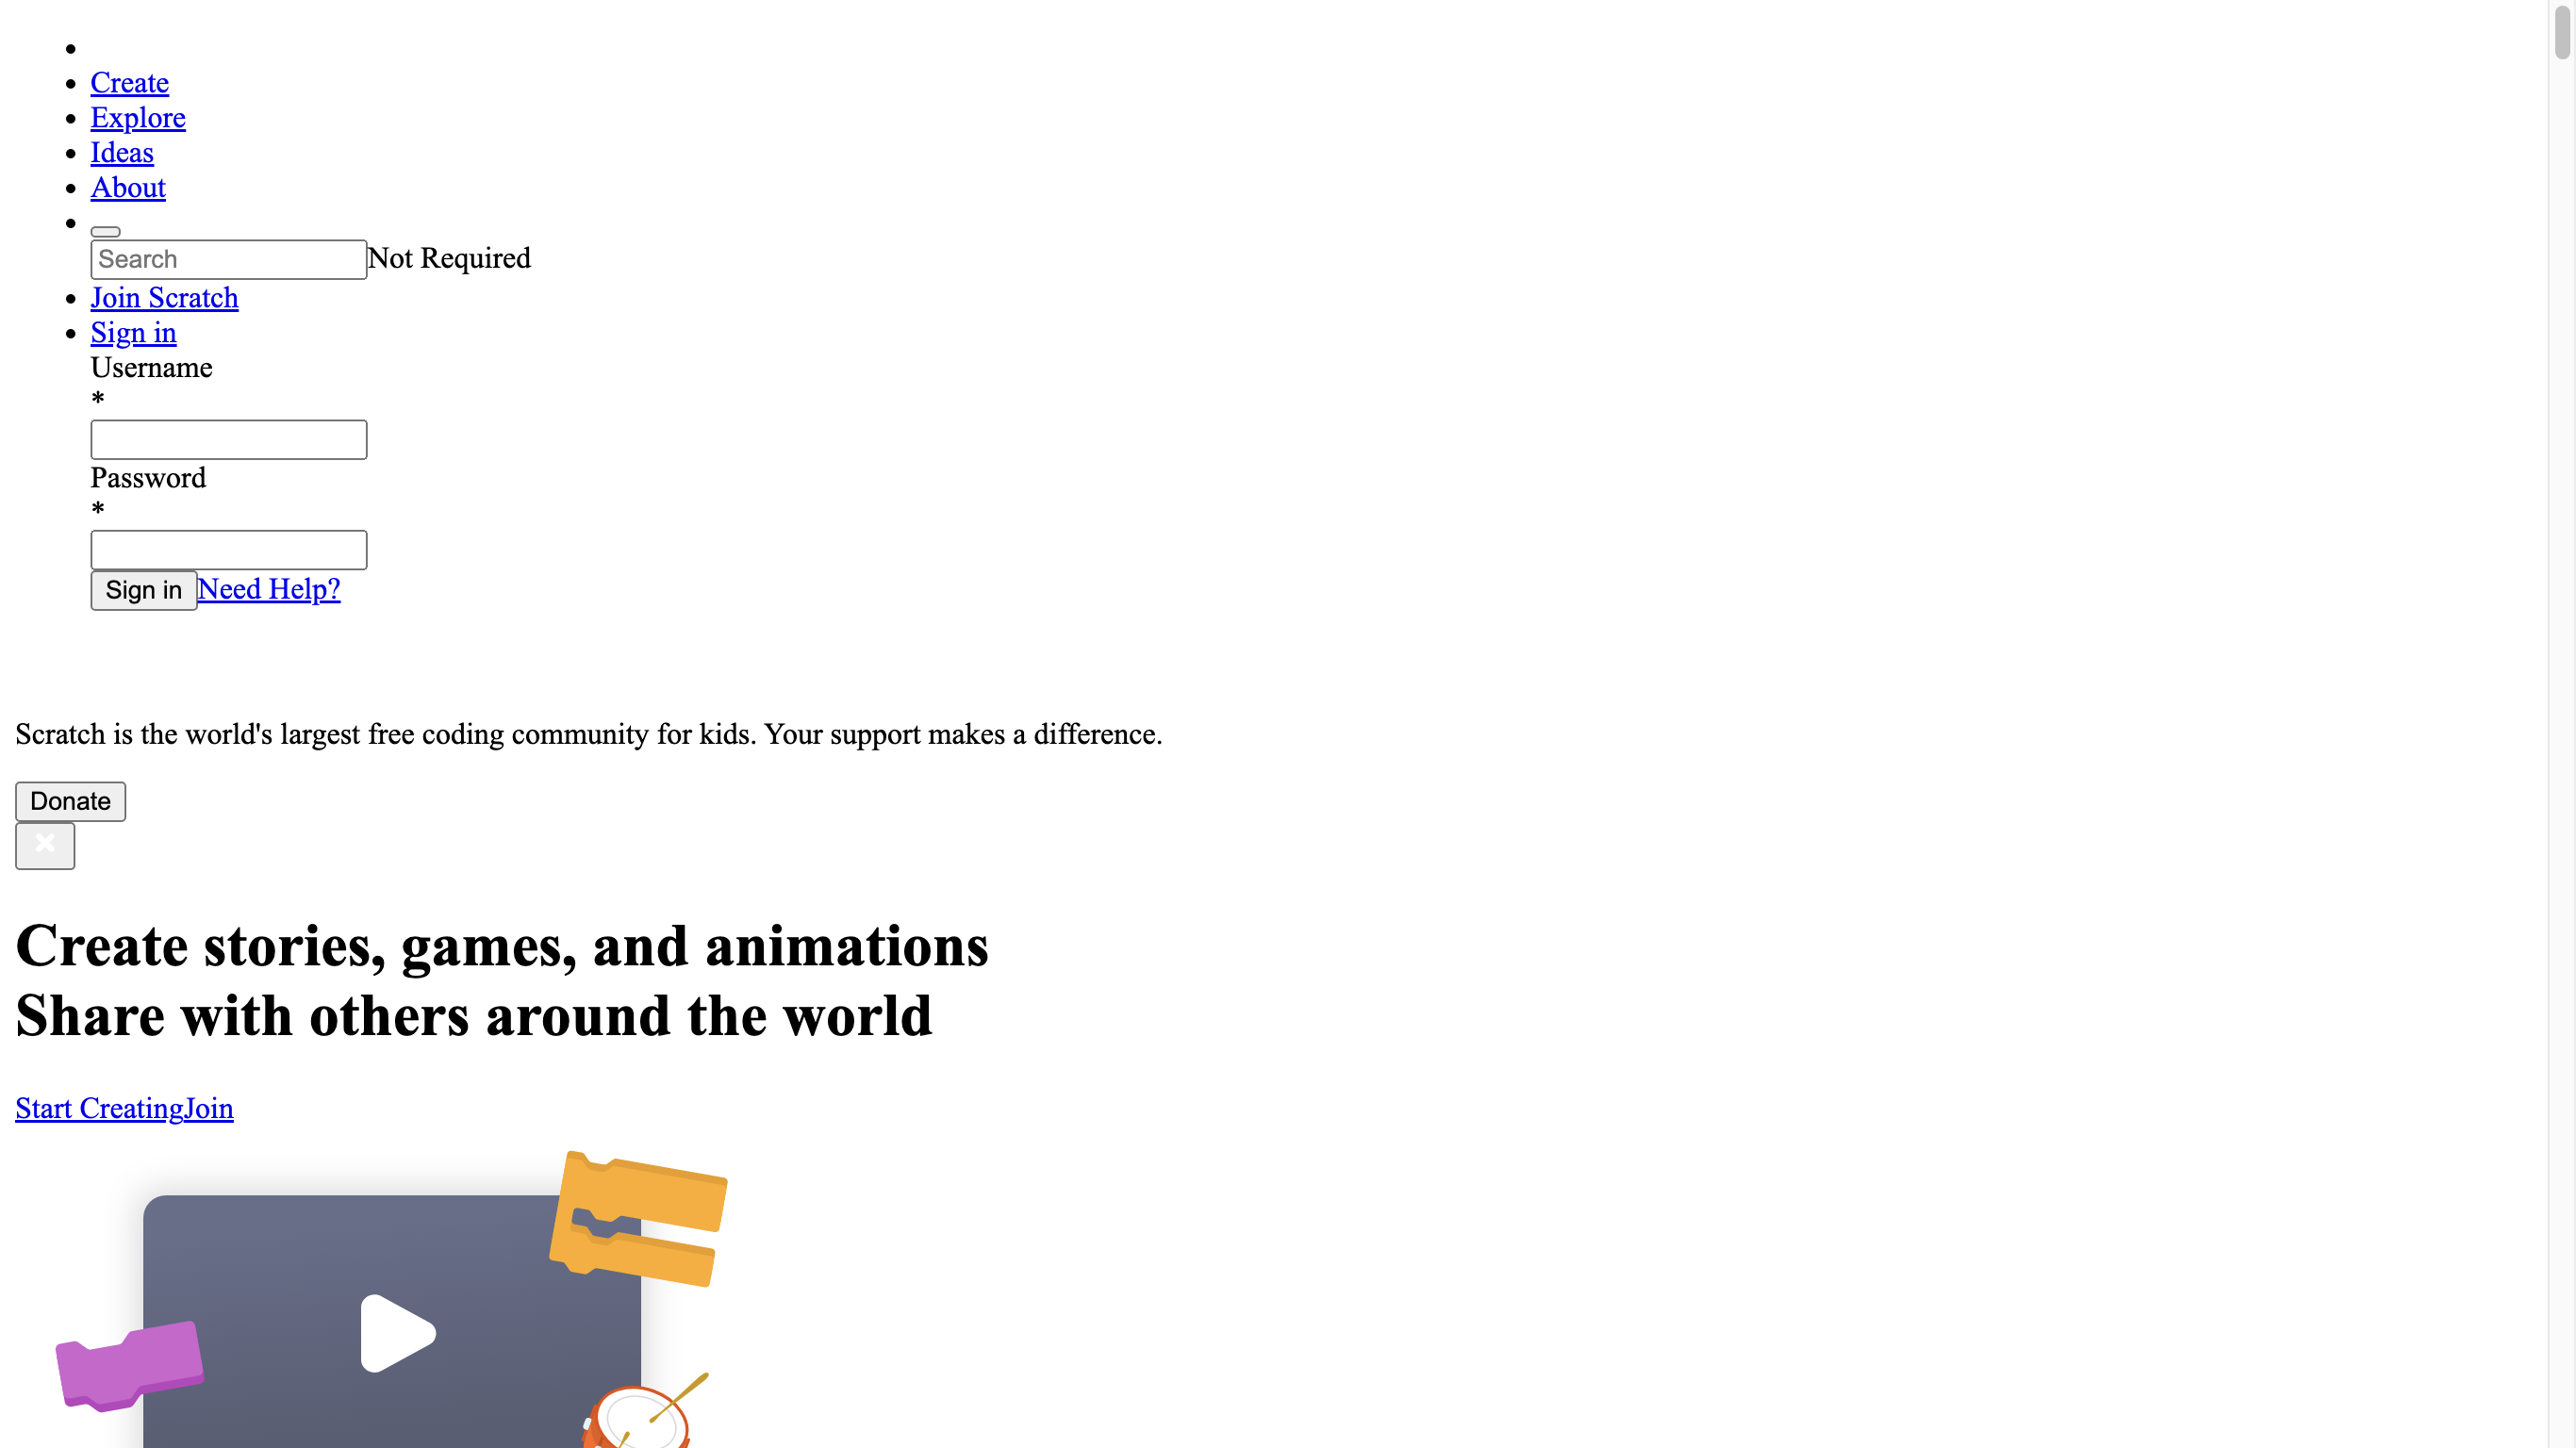 Create
Explore
Ideas
About
Search Not Required
Join Scratch
Sign in
Username
*
Password
*
Sign in Need Help?
Scratch is the world's largest free coding community for kids. Your support makes a difference.
Donate
Create stories, games, and animations
Share with others around the world
Start CreatingJoin